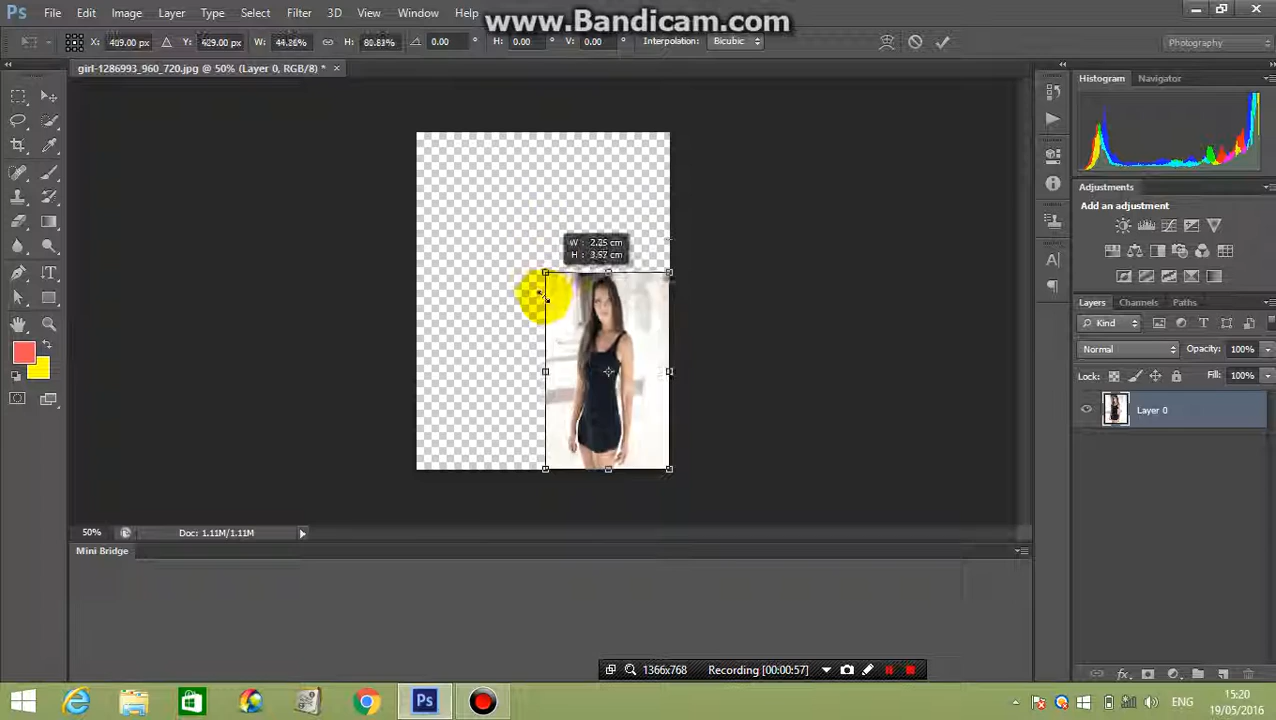 www.Bandicam.com
Ps File Edit Image Layer Type Select Filter 3D View Window Help
X: 409.00 px Y: 429.00 px W: 44.26% H: 80.83% 0.00 ° H: 0.00 ° V: 0.00 ° Interpolation: Bicubic Photography
girl-1286993_960_720.jpg @ 50% (Layer 0, RGB/8) * ×
Histogram Navigator
Adjustments
Add an adjustment
W : 2.25 cm
H : 3.57 cm
Layers Channels Paths
Kind
Normal Opacity: 100%
Lock: Fill: 100%
Layer 0
50% Doc: 1.11M/1.11M
Mini Bridge
1366x768 Recording [00:00:57]
Ps ENG 15:20
19/05/2016